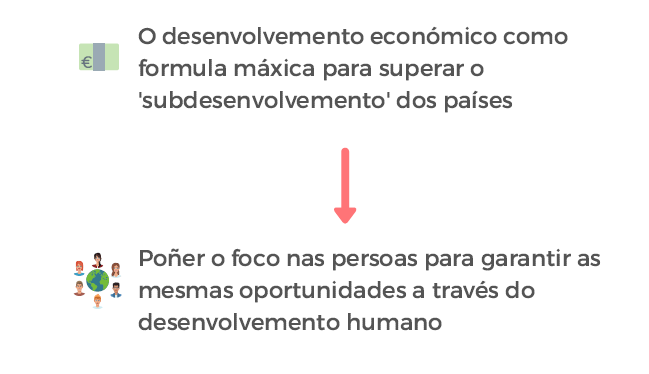 O desenvolvemento económico como
formula máxica para superar o
'subdesenvolvemento' dos países
€
Poñer o foco nas persoas para garantir as
mesmas oportunidades a través do
desenvolvemento humano